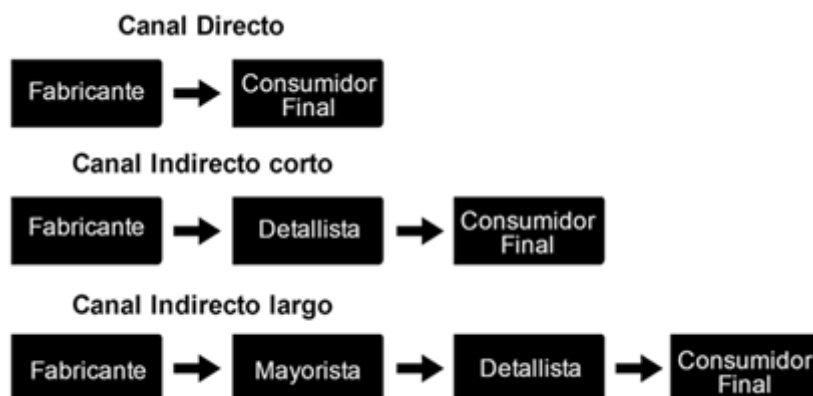 Canal Directo
Fabricante
Consumidor
Final
Canal Indirecto corto
Fabricante
Detallista
Consumidor
Final
Canal Indirecto largo
Fabricante
Mayorista
Detallista
Consumidor
Final